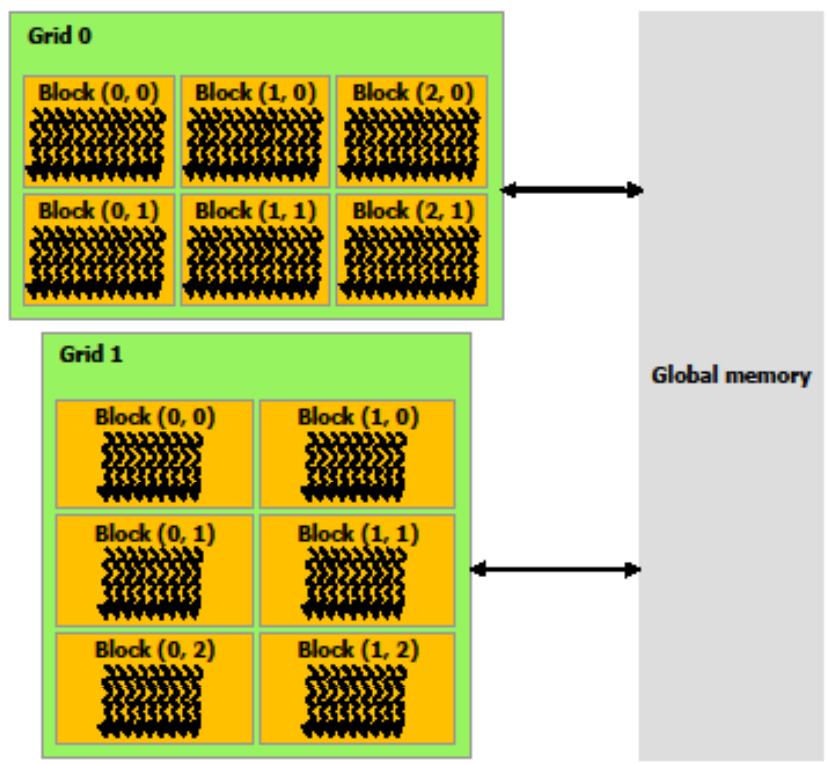 Grid 0
Block (0, 0) Block (1, 0) Block (2, 0)
Block (0, 1) Block (1, 1) Block (2, 1)
Grid 1
Global memory
Block (0, 0) Block (1, 0)
Block (0, 1) Block (1, 1)
Block (0, 2) Block (1, 2)